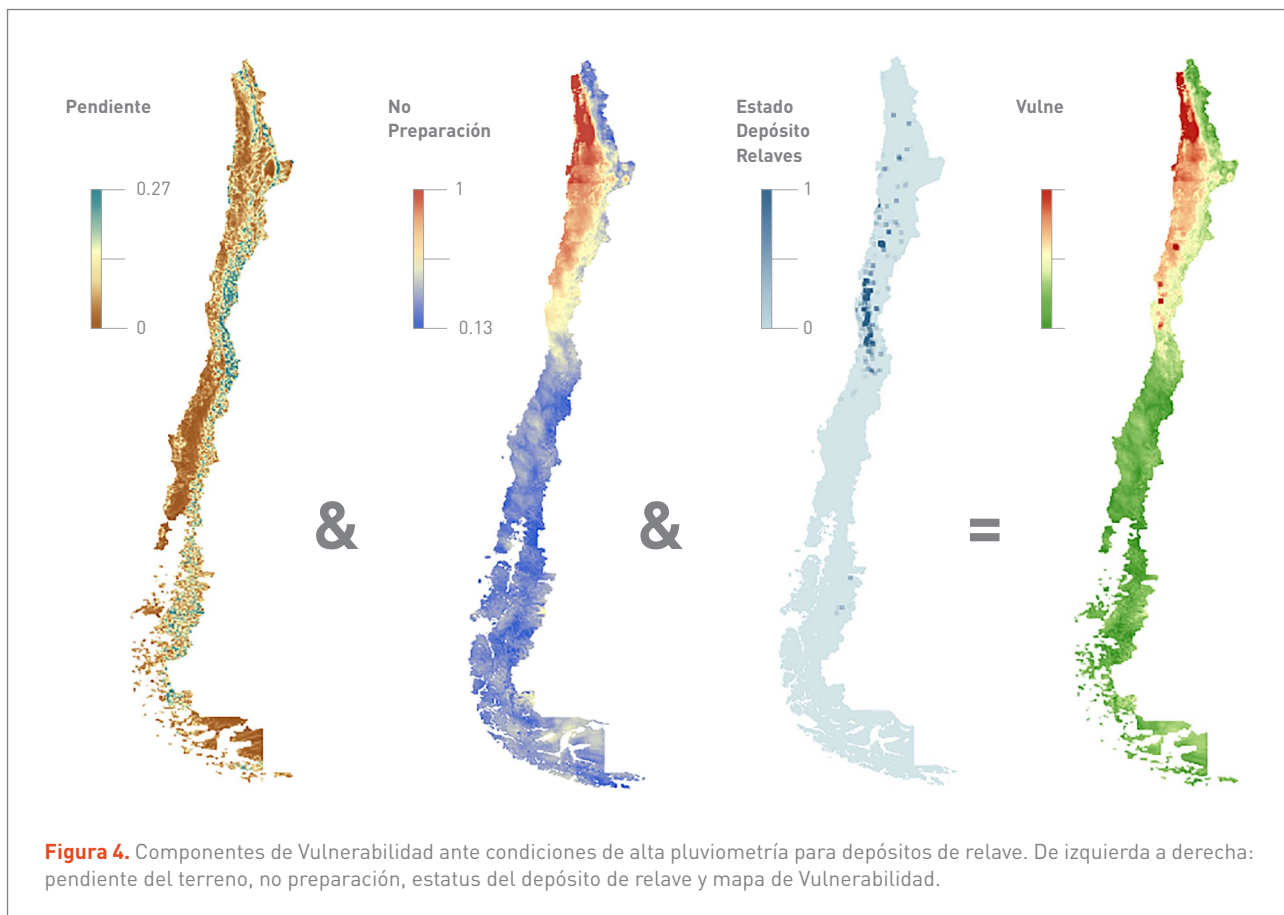 Pendiente
0.27
0
&
No
Preparación
1
0.13
&
Estado
Depósito
Relaves
1
0
=
Vulne
Figura 4. Componentes de Vulnerabilidad ante condiciones de alta pluviometría para depósitos de relave. De izquierda a derecha:
pendiente del terreno, no preparación, estatus del depósito de relave y mapa de Vulnerabilidad.